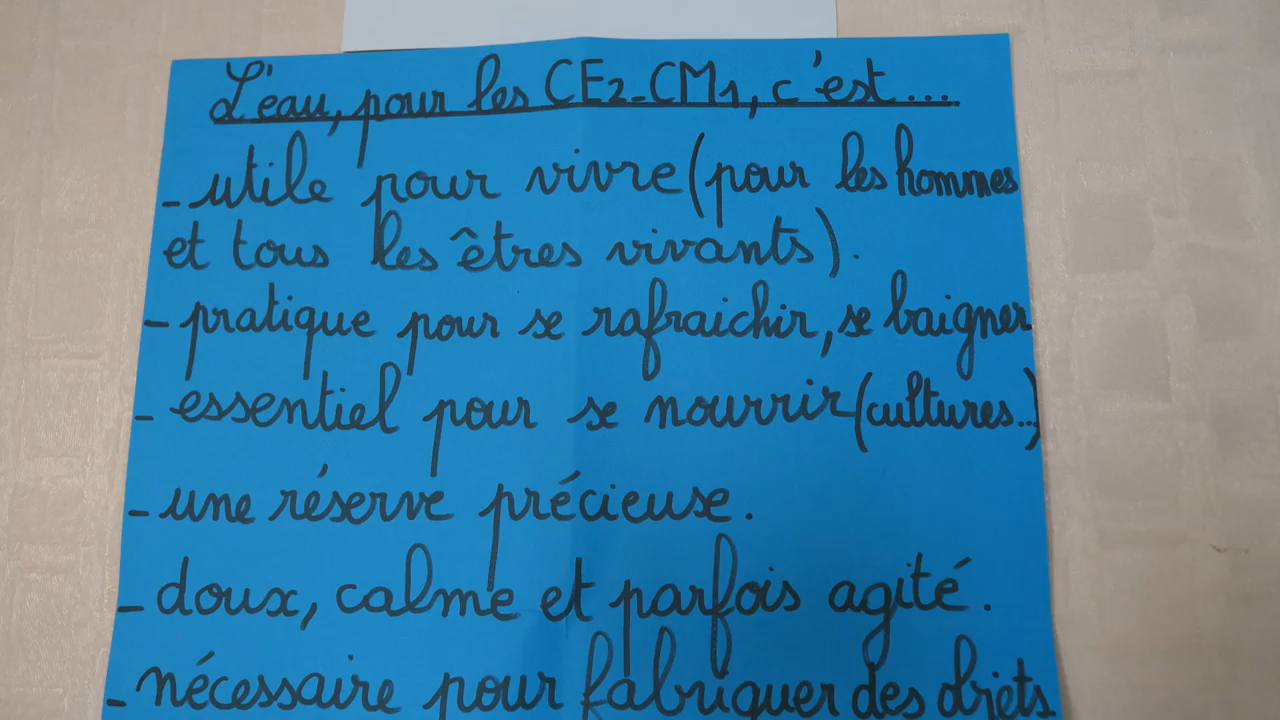 L'eau, pour les CE2-CM1, c'est...
- utile pour vivre (pour les hommes
et tous les êtres vivants).
- pratique pour se rafraichir, se baigner
- essentiel pour se nourrir (cultures...)
- une réserve précieuse.
- doux, calme et parfois agité.
- nécessaire pour fabriquer des objets